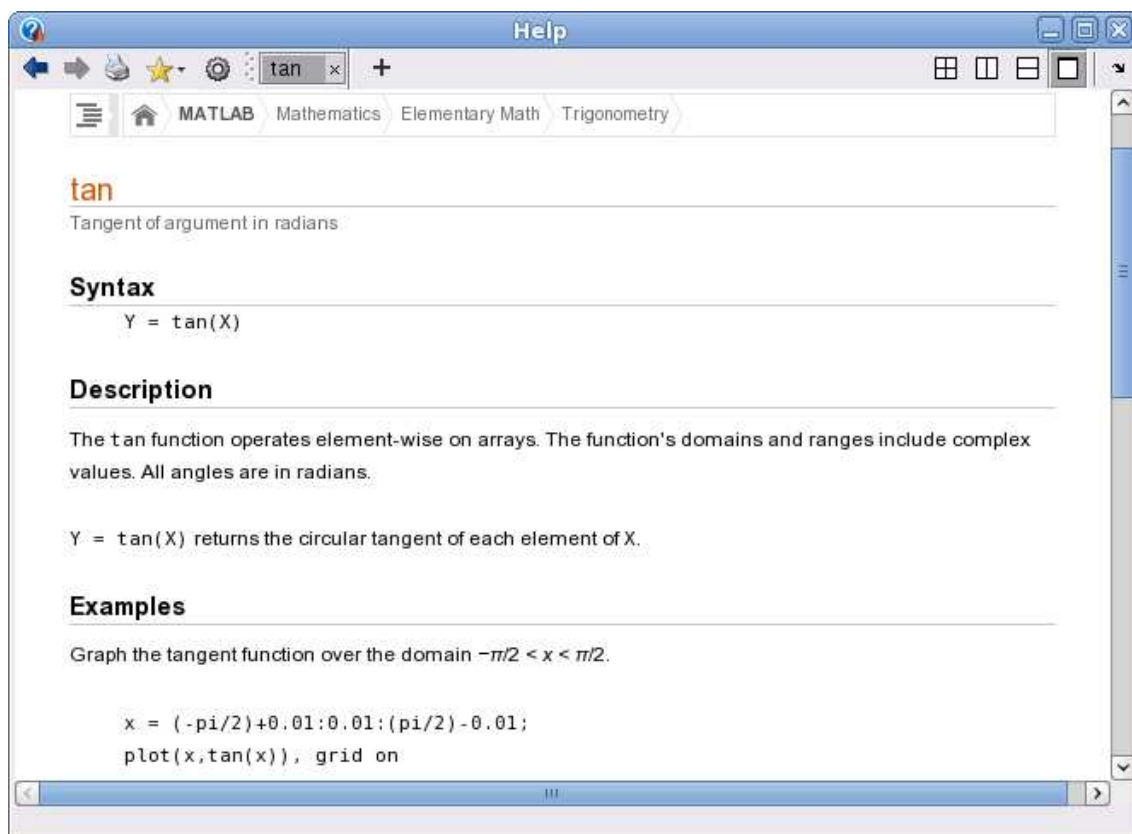 Help
tan
MATLAB Mathematics Elementary Math Trigonometry
tan
Tangent of argument in radians
Syntax
Y = tan(X)
Description
The tan function operates element-wise on arrays. The function's domains and ranges include complex
values. All angles are in radians.
Y = tan(X) returns the circular tangent of each element of X.
Examples
Graph the tangent function over the domain −π/2 < x < π/2.
x = (-pi/2)+0.01:0.01:(pi/2)-0.01;
plot(x,tan(x)), grid on